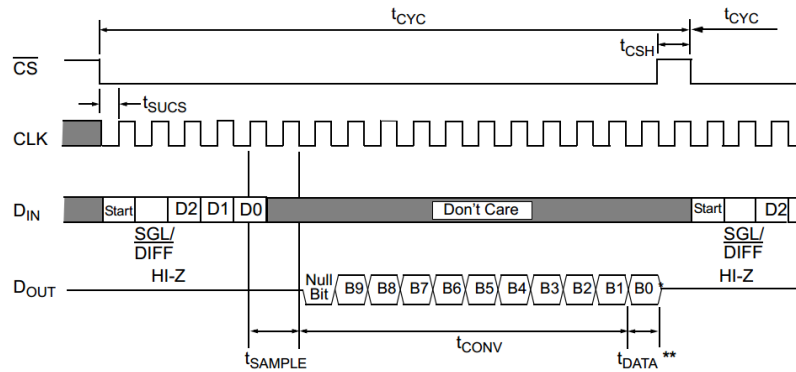 tCYC tCYC
tCSH
CS
tSUCS
CLK
DIN Start D2 D1 D0 Don't Care Start D2
SGL/ SGL/
DIFF DIFF
HI-Z HI-Z
DOUT Null Bit B9 B8 B7 B6 B5 B4 B3 B2 B1 B0 *
tSAMPLE tCONV tDATA **